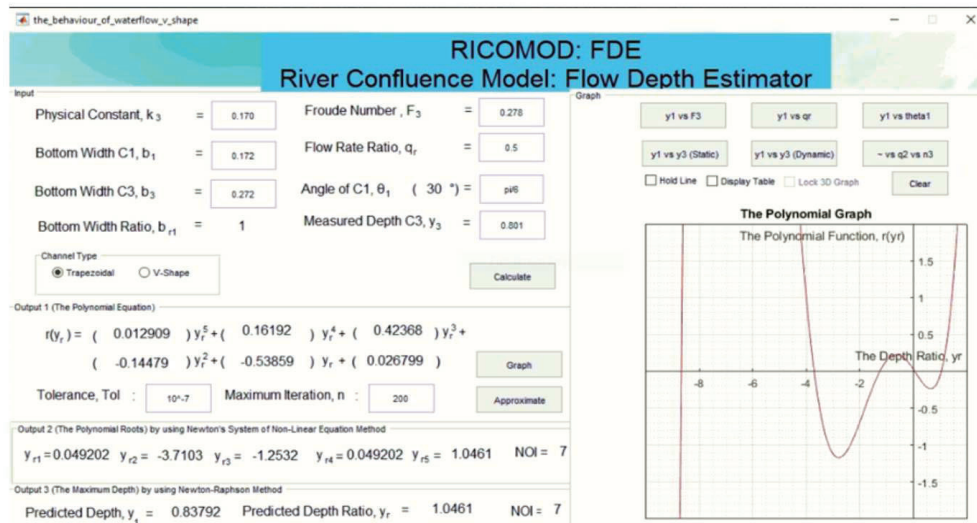 the_behaviour_of_waterflow_v_shape
RICOMOD: FDE
River Confluence Model: Flow Depth Estimator
Input
Physical Constant, k3 = 0.170
Froude Number , F3 = 0.278
Bottom Width C1, b1 = 0.172
Flow Rate Ratio, qr = 0.5
Bottom Width C3, b3 = 0.272
Angle of C1, θ1 ( 30 °) = pi/6
Bottom Width Ratio, br1 = 1
Measured Depth C3, y3 = 0.801
Channel Type
Trapezoidal V-Shape
Calculate
Output 1 (The Polynomial Equation)
r(yr) = ( 0.012909 ) yr^5 + ( 0.16192 ) yr^4 + ( 0.42368 ) yr^3 +
( -0.14479 ) yr^2 + ( -0.53859 ) yr + ( 0.026799 )
Graph
Tolerance, Tol : 10^-7 Maximum Iteration, n : 200
Approximate
Output 2 (The Polynomial Roots) by using Newton's System of Non-Linear Equation Method
yr1 = 0.049202 yr2 = -3.7103 yr3 = -1.2532 yr4 = 0.049202 yr5 = 1.0461 NOI = 7
Output 3 (The Maximum Depth) by using Newton-Raphson Method
Predicted Depth, y1 = 0.83792 Predicted Depth Ratio, yr = 1.0461 NOI = 7
Graph
y1 vs F3 y1 vs qr y1 vs theta1
y1 vs y3 (Static) y1 vs y3 (Dynamic) ~ vs q2 vs n3
Hold Line Display Table Lock 3D Graph Clear
The Polynomial Graph
The Polynomial Function, r(yr)
1.5
1
0.5
The Depth Ratio, yr
-8 -6 -4 -2 0
-0.5
-1
-1.5